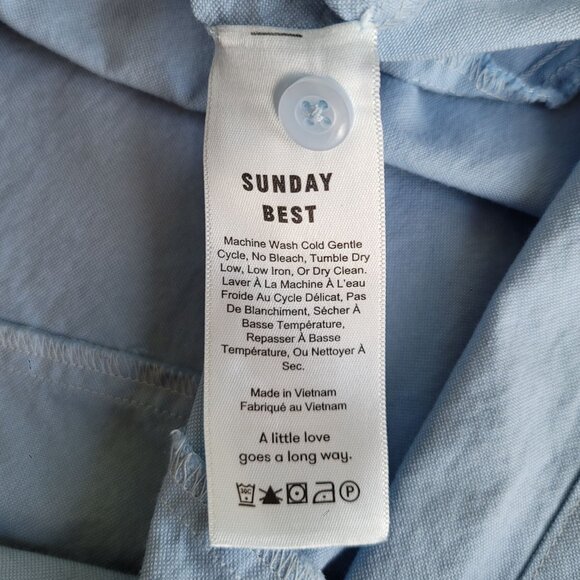 SUNDAY
BEST
Machine Wash Cold Gentle
Cycle, No Bleach, Tumble Dry
Low, Low Iron, Or Dry Clean.
Laver À La Machine À L'eau
Froide Au Cycle Délicat, Pas
De Blanchiment, Sécher À
Basse Température,
Repasser À Basse
Température, Ou Nettoyer À
Sec.
Made in Vietnam
Fabriqué au Vietnam
A little love
goes a long way.
30C P